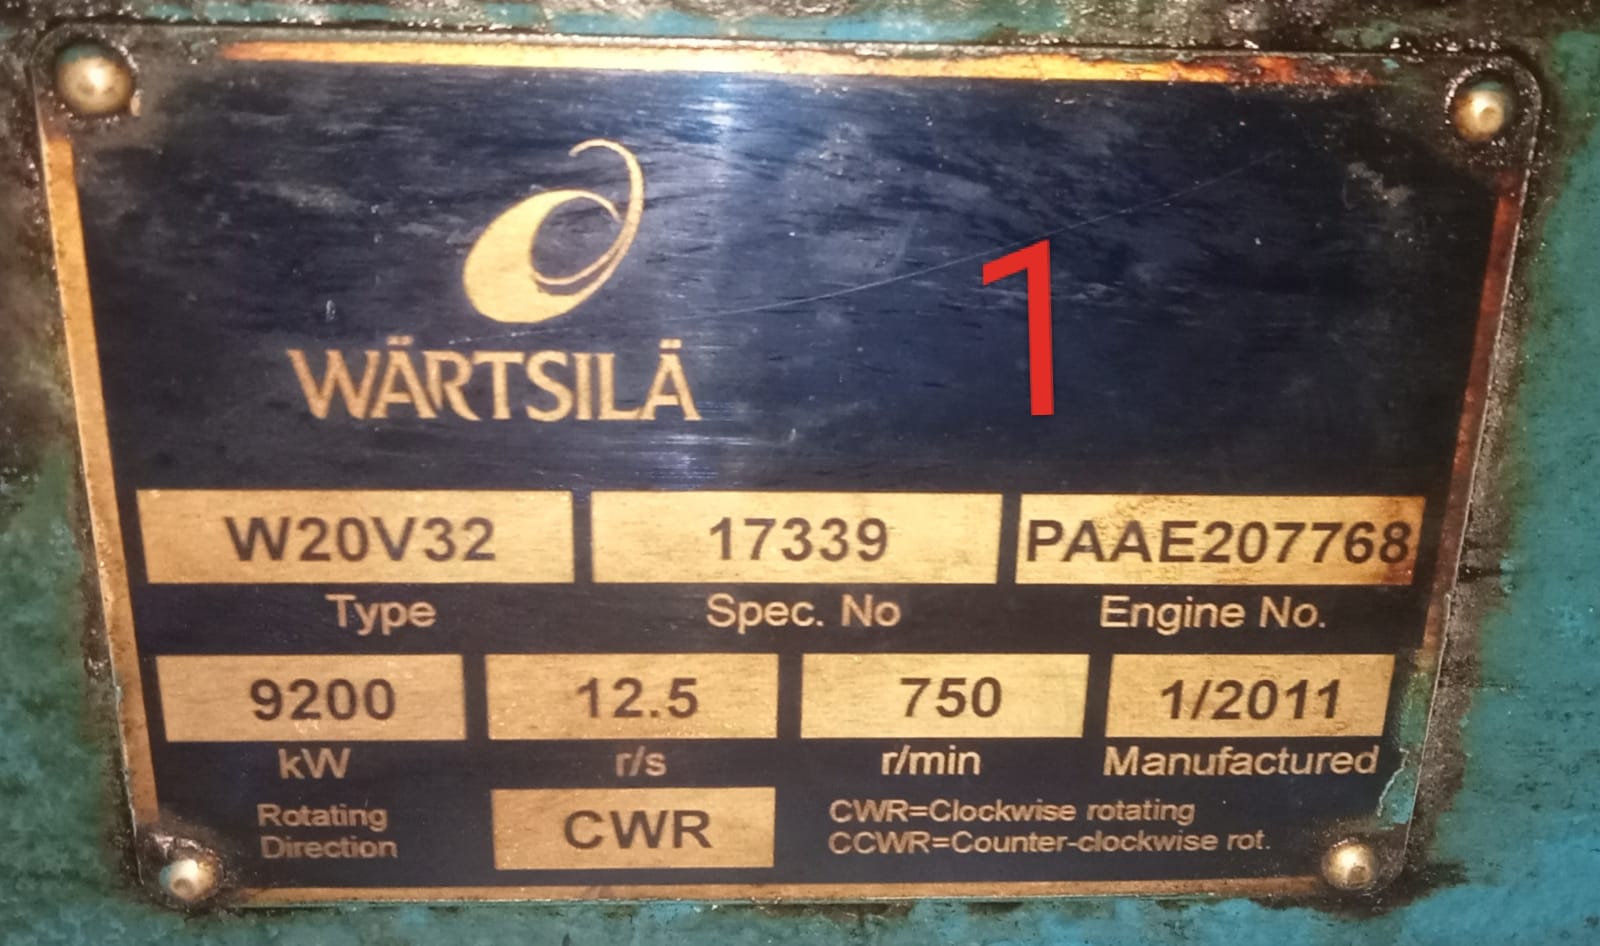 1
WÄRTSILÄ
W20V32 17339 PAAE207768
Type Spec. No Engine No.
9200 12.5 750 1/2011
kW r/s r/min Manufactured
Rotating Direction CWR CWR=Clockwise rotating
CCWR=Counter-clockwise rot.